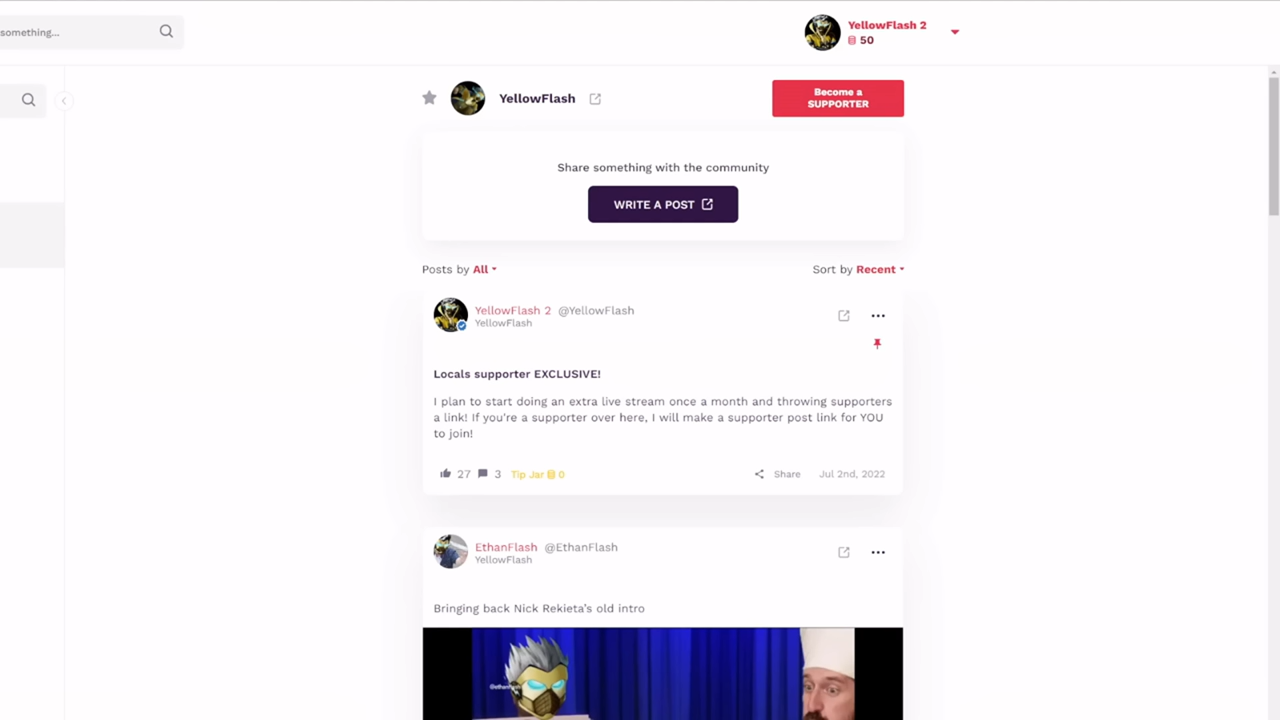 something...
YellowFlash 2
50
YellowFlash
Become a
SUPPORTER
Share something with the community
WRITE A POST
Posts by All
Sort by Recent
YellowFlash 2 @YellowFlash
YellowFlash
Locals supporter EXCLUSIVE!
I plan to start doing an extra live stream once a month and throwing supporters
a link! If you're a supporter over here, I will make a supporter post link for YOU
to join!
27 3 Tip Jar 0 Share Jul 2nd, 2022
EthanFlash @EthanFlash
YellowFlash
Bringing back Nick Rekieta's old intro